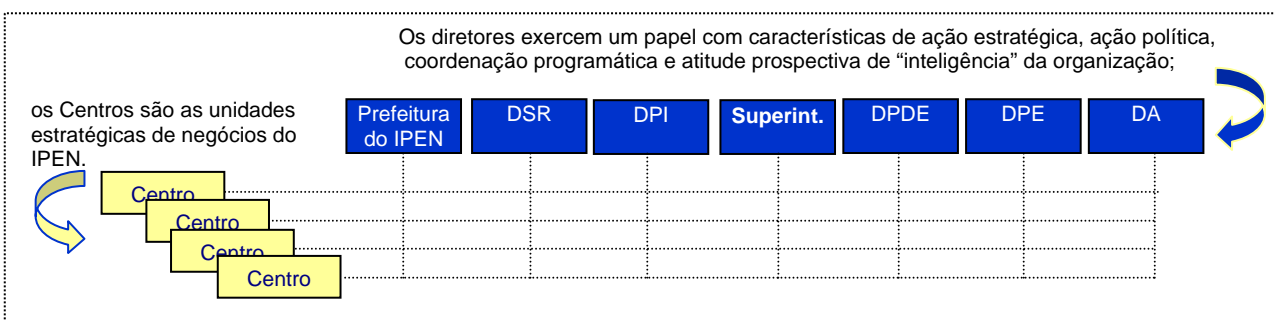 Os diretores exercem um papel com características de ação estratégica, ação política,
coordenação programática e atitude prospectiva de “inteligência” da organização;
os Centros são as unidades
estratégicas de negócios do
IPEN.
Prefeitura
do IPEN
DSR
DPI
Superint.
DPDE
DPE
DA
Centro
Centro
Centro
Centro